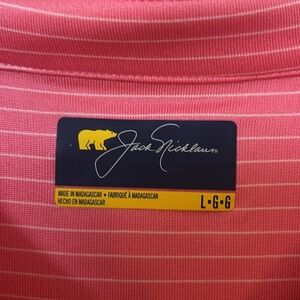 Jack Nicklaus
MADE IN MADAGASCAR • FABRIQUÉ À MADAGASCAR
HECHO EN MADAGASCAR
L•G•G